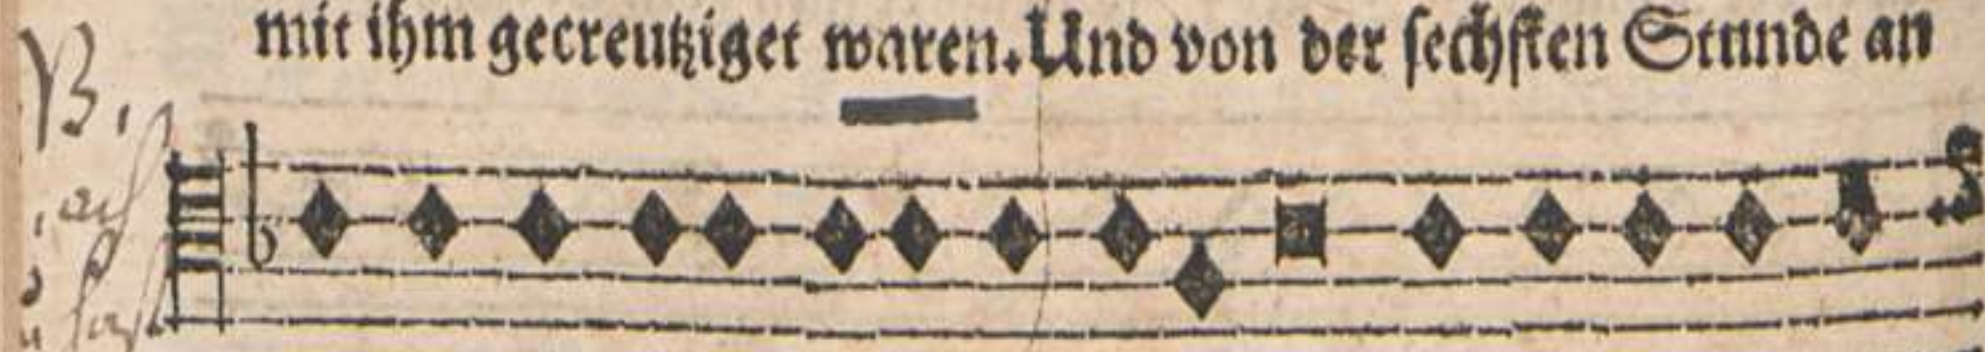 mit ihm gecreutziget waren. Und von der sechsten Stunde an
B.